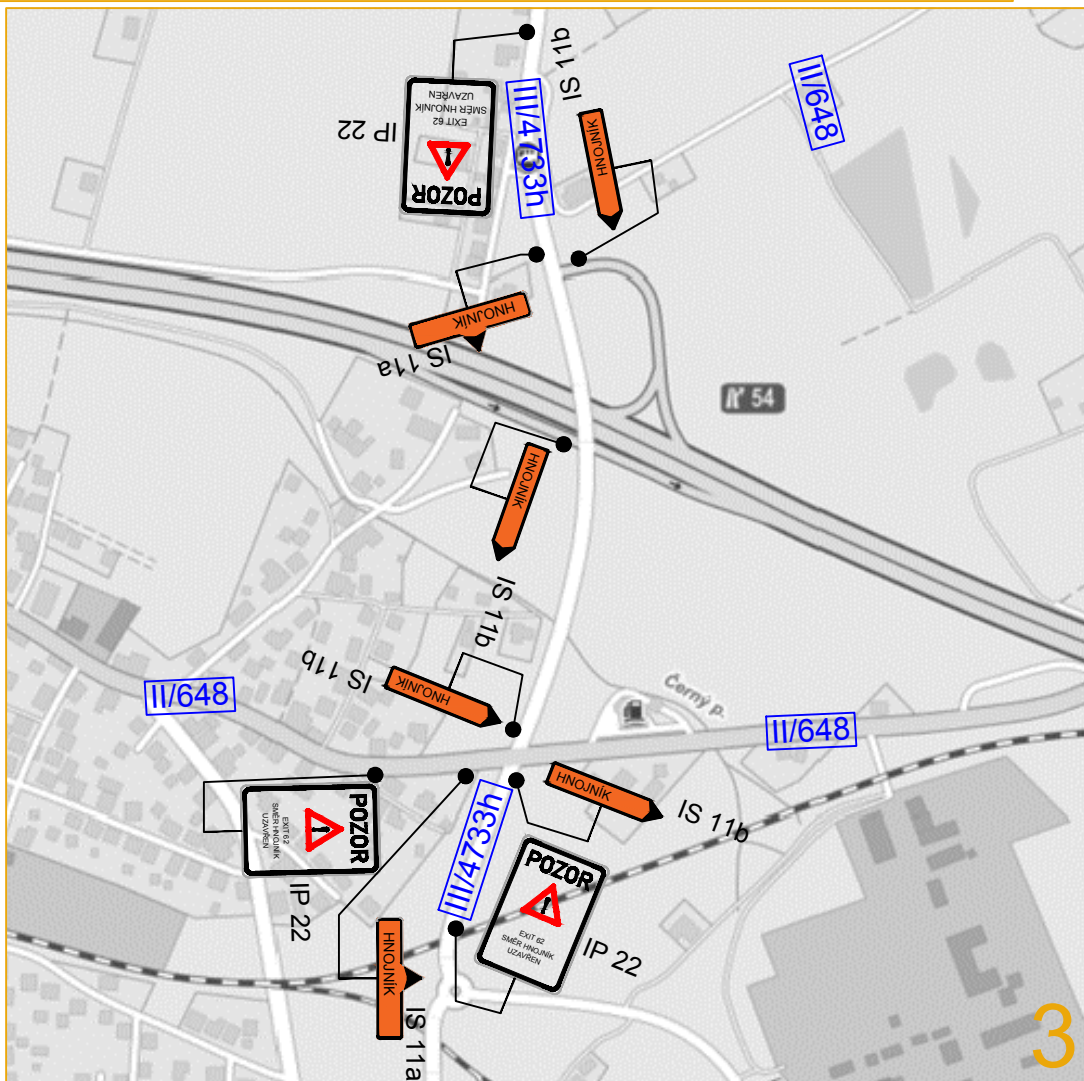 IS 11b
II/648
III/4733h
EXIT 62
SMĚR HNOJNÍK
UZAVŘEN
POZOR
IP 22
HNOJNÍK
HNOJNÍK
IS 11a
54
HNOJNÍK
IS 11b
IS 11b
HNOJNÍK
II/648
Černý p.
II/648
HNOJNÍK
IS 11b
III/4733h
POZOR
EXIT 62
SMĚR HNOJNÍK
UZAVŘEN
IP 22
POZOR
EXIT 62
SMĚR HNOJNÍK
UZAVŘEN
IP 22
HNOJNÍK
IS 11a
3